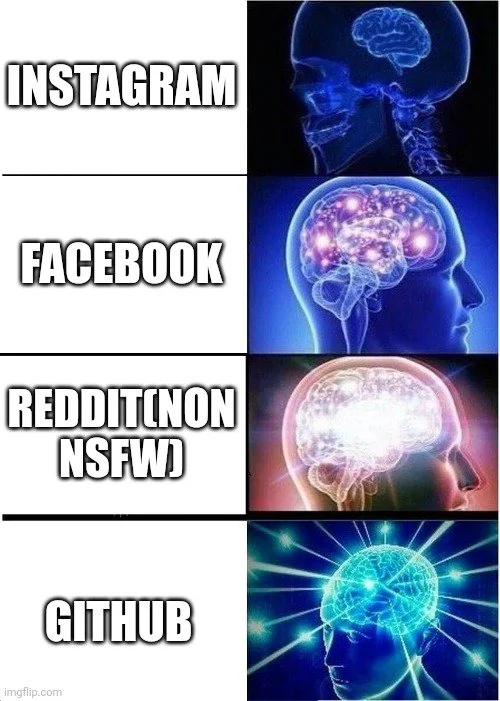 INSTAGRAM
FACEBOOK
REDDIT(NON
NSFW)
GITHUB
imgflip.com